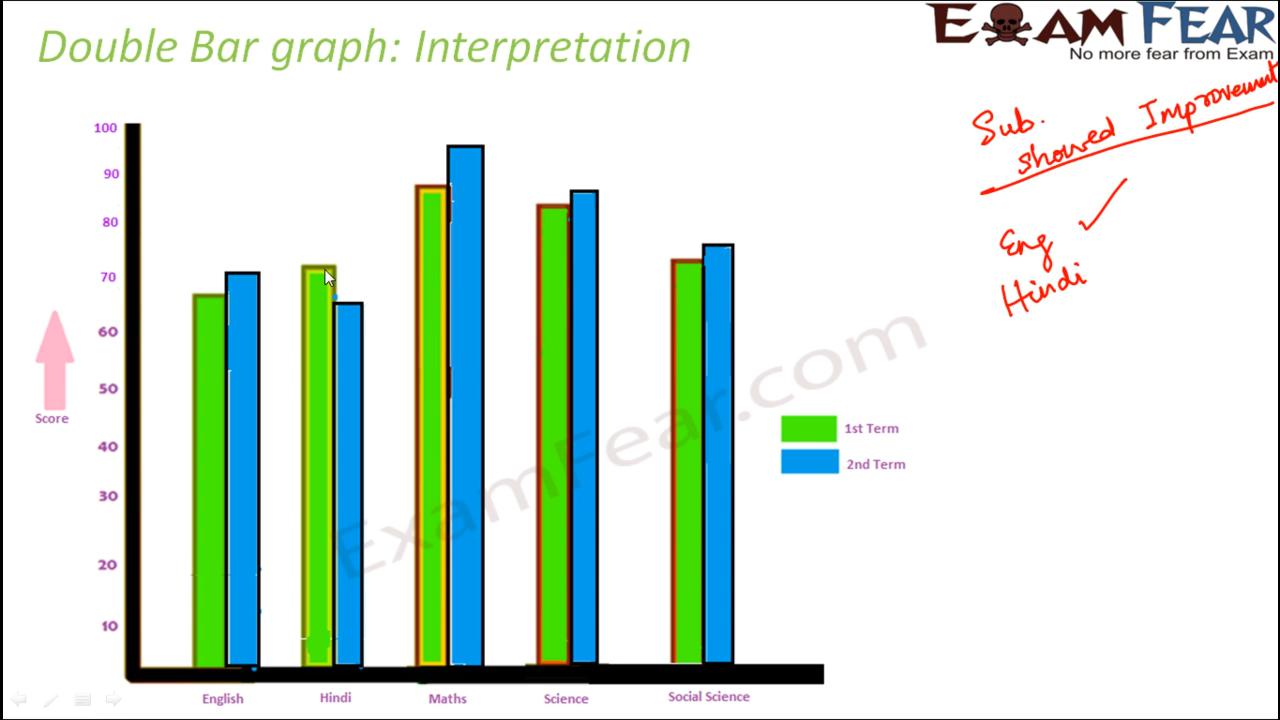 Double Bar graph: Interpretation
EXAM FEAR
No more fear from Exam
Sub.
showed Improvement
Eng ✓
Hindi
100
90
80
70
60
50
40
30
20
10
Score
1st Term
2nd Term
ExamFear.com
English
Hindi
Maths
Science
Social Science